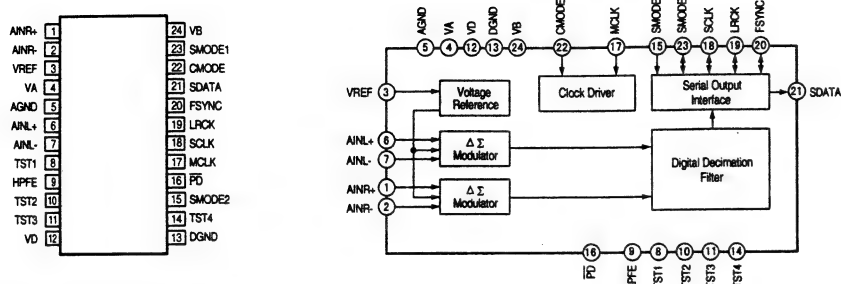 AINR+ 1
AINR- 2
VREF 3
VA 4
AGND 5
AINL+ 6
AINL- 7
TST1 8
HPFE 9
TST2 10
TST3 11
VD 12
24 VB
23 SMODE1
22 CMODE
21 SDATA
20 FSYNC
19 LRCK
18 SCLK
17 MCLK
16 PD
15 SMODE2
14 TST4
13 DGND
AGND VA VD DGND VB CMODE MCLK SMODE SMODE SCLK LRCK FSYNC
5 4 12 13 24 22 17 15 23 18 19 20
VREF 3
Voltage
Reference
Clock Driver
Serial Output
Interface
21 SDATA
AINL+ 6
AINL- 7
Δ Σ
Modulator
Digital Decimation
Filter
AINR+ 1
AINR- 2
Δ Σ
Modulator
16 9 8 10 11 14
PD PFE ST1 ST2 ST3 ST4